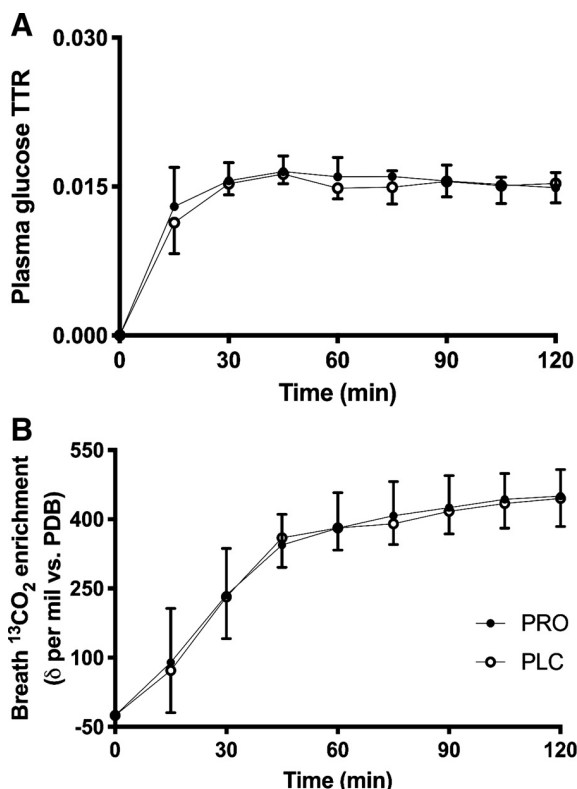 A
0.030
0.015
0.000
Plasma glucose TTR
0 30 60 90 120
Time (min)
B
550
400
250
100
-50
Breath ¹³CO₂ enrichment
(δ per mil vs. PDB)
PRO
PLC
0 30 60 90 120
Time (min)